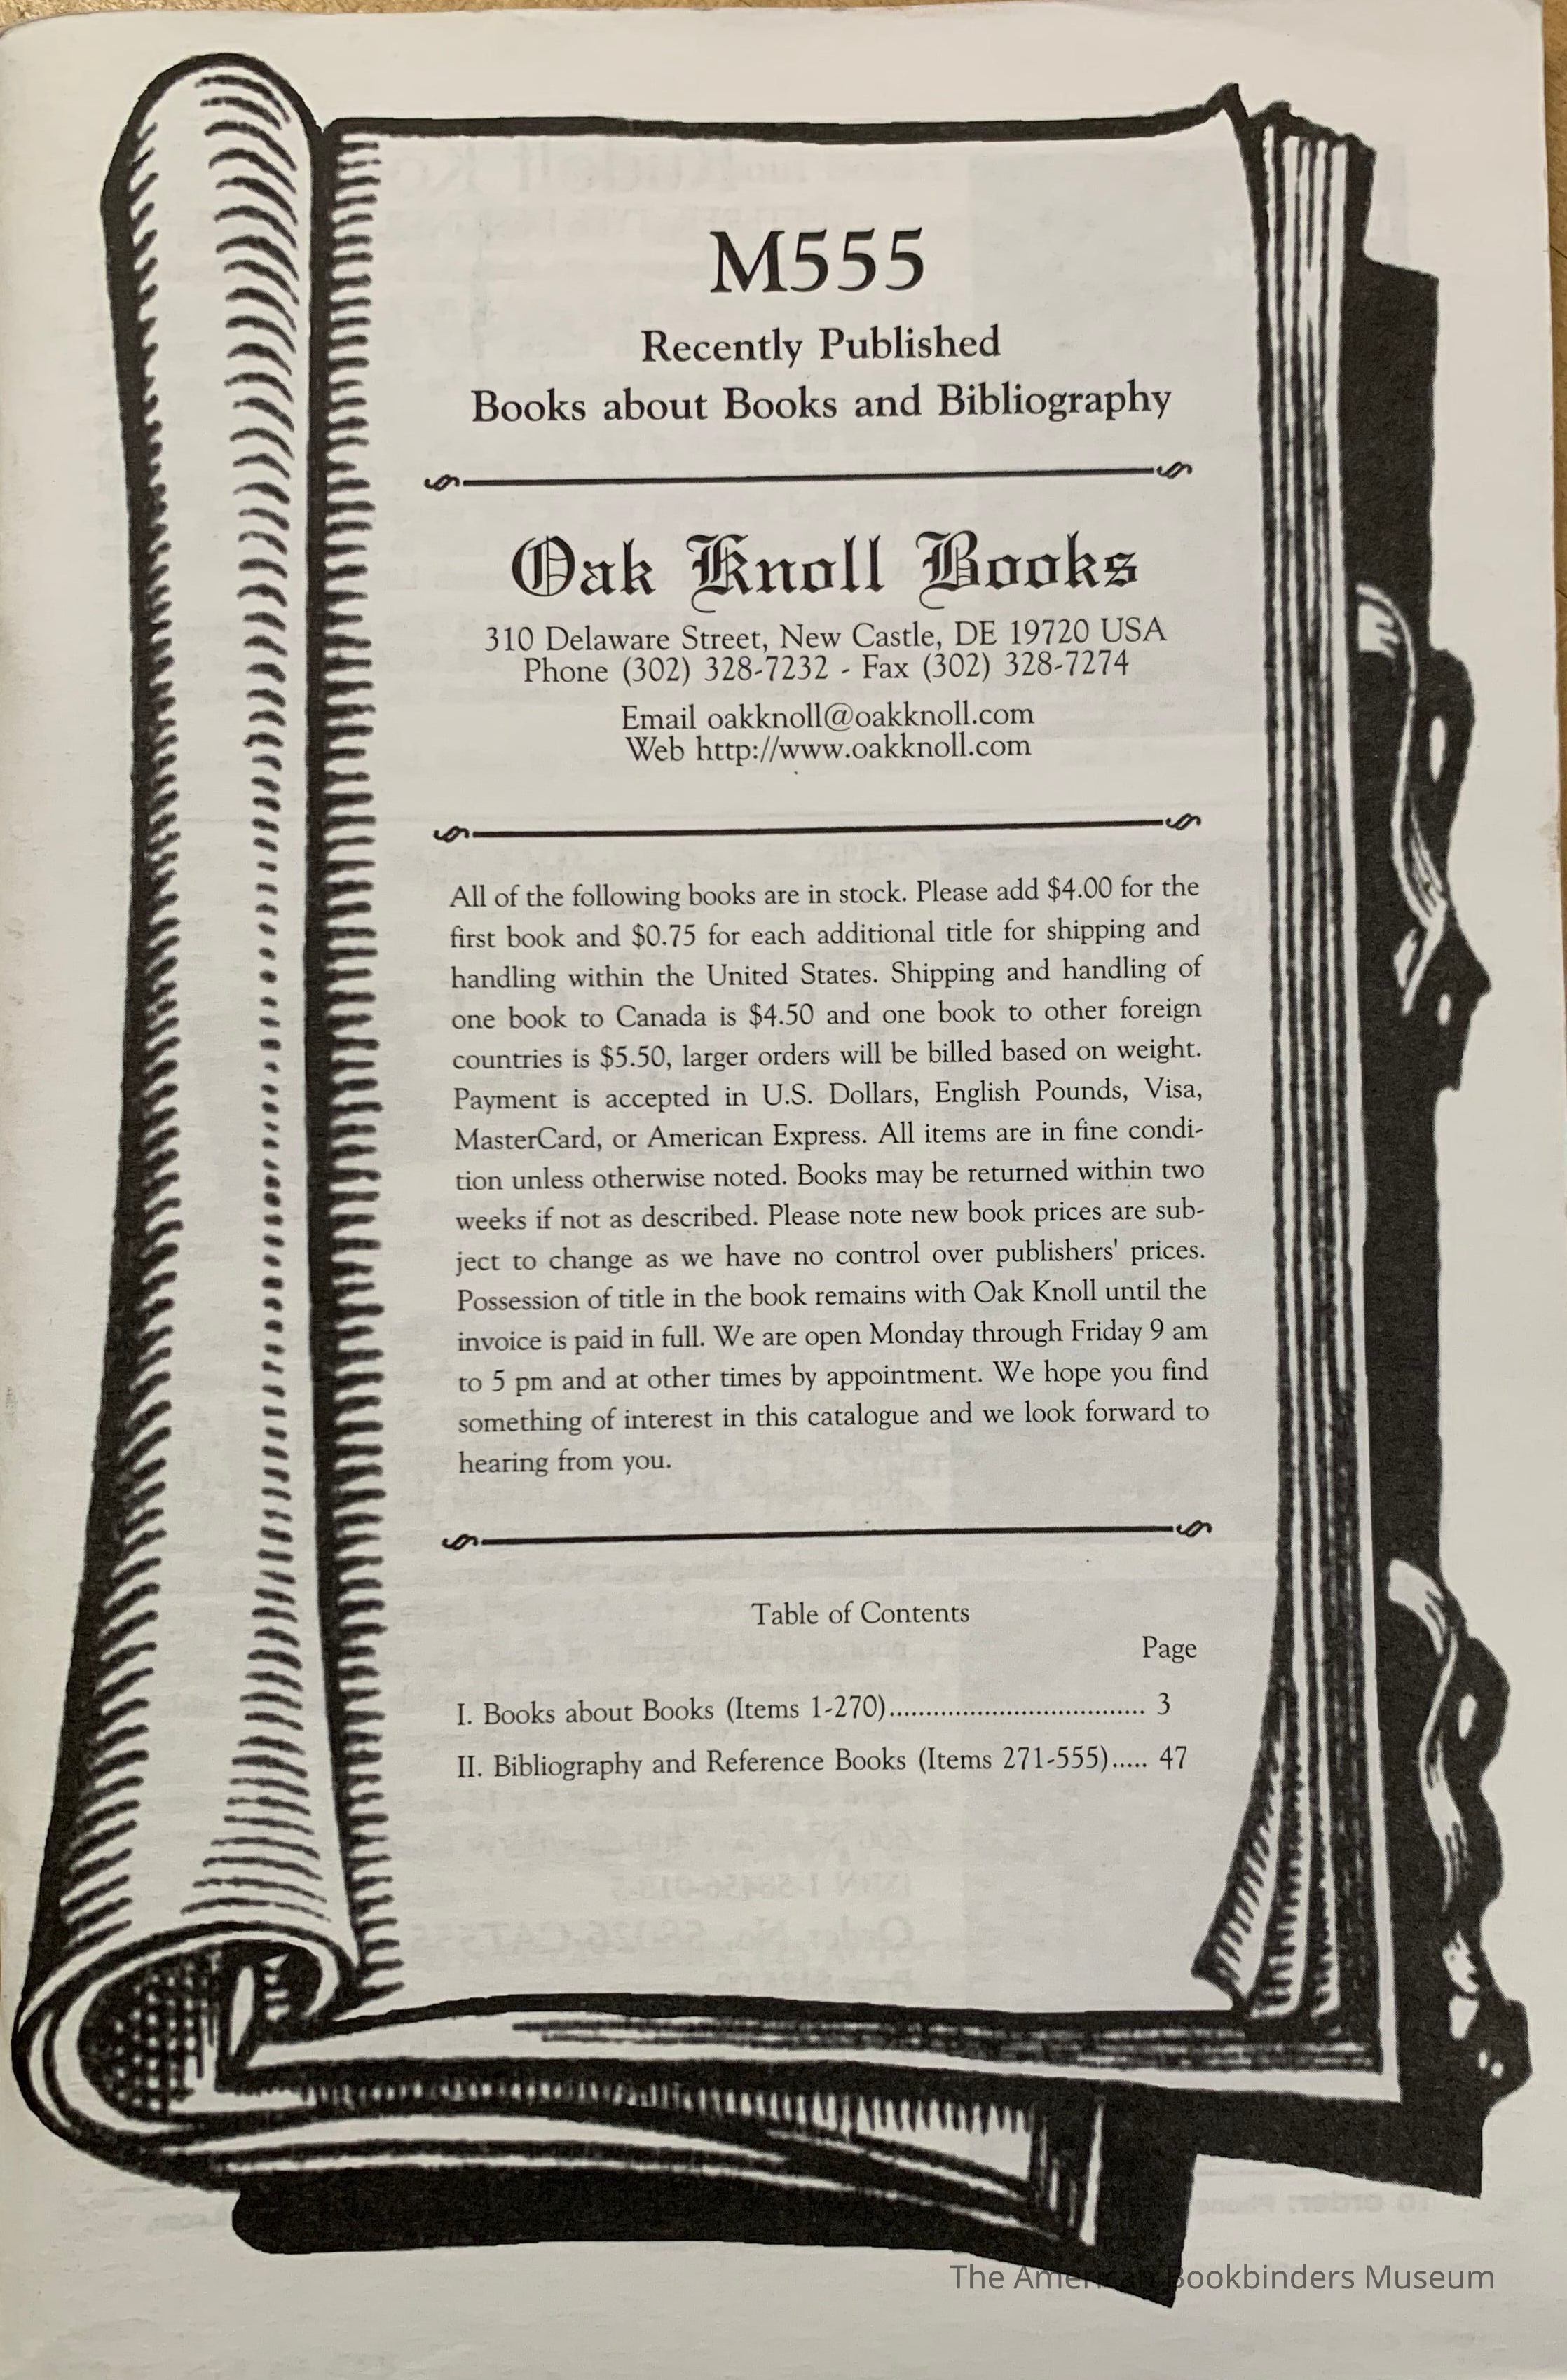 M555
Recently Published
Books about Books and Bibliography
Oak Knoll Books
310 Delaware Street, New Castle, DE 19720 USA
Phone (302) 328-7232 - Fax (302) 328-7274
Email oakknoll@oakknoll.com
Web http://www.oakknoll.com
All of the following books are in stock. Please add $4.00 for the
first book and $0.75 for each additional title for shipping and
handling within the United States. Shipping and handling of
one book to Canada is $4.50 and one book to other foreign
countries is $5.50, larger orders will be billed based on weight.
Payment is accepted in U.S. Dollars, English Pounds, Visa,
MasterCard, or American Express. All items are in fine condi-
tion unless otherwise noted. Books may be returned within two
weeks if not as described. Please note new book prices are sub-
ject to change as we have no control over publishers' prices.
Possession of title in the book remains with Oak Knoll until the
invoice is paid in full. We are open Monday through Friday 9 am
to 5 pm and at other times by appointment. We hope you find
something of interest in this catalogue and we look forward to
hearing from you.
Table of Contents
Page
I. Books about Books (Items 1-270)................................... 3
II. Bibliography and Reference Books (Items 271-555)..... 47
The American Bookbinders Museum